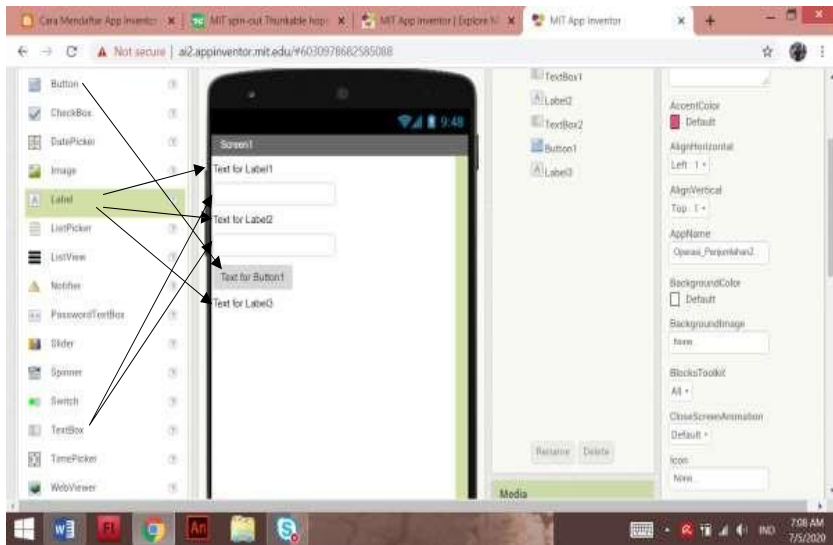 Cara Mendaftar App Inventor
MIT spin-out Thunkable hop
MIT App Inventor | Explore
MIT App Inventor
Not secure | ai2.appinventor.mit.edu/#6030978682585088
Button
CheckBox
DatePicker
Image
Label
ListPicker
ListView
Notifier
PasswordTextBox
Slider
Spinner
Switch
TextBox
TimePicker
WebViewer
9:48
Screen1
Text for Label1
Text for Label2
Text for Button1
Text for Label3
TextBox1
Label2
TextBox2
Button1
Label3
Rename Delete
Media
AccentColor
Default
AlignHorizontal
Left : 1
AlignVertical
Top : 1
AppName
Operasi_Penjumlahan2
BackgroundColor
Default
BackgroundImage
None...
BlocksToolkit
All
CloseScreenAnimation
Default
Icon
None...
IND
7:08 AM
7/5/2020